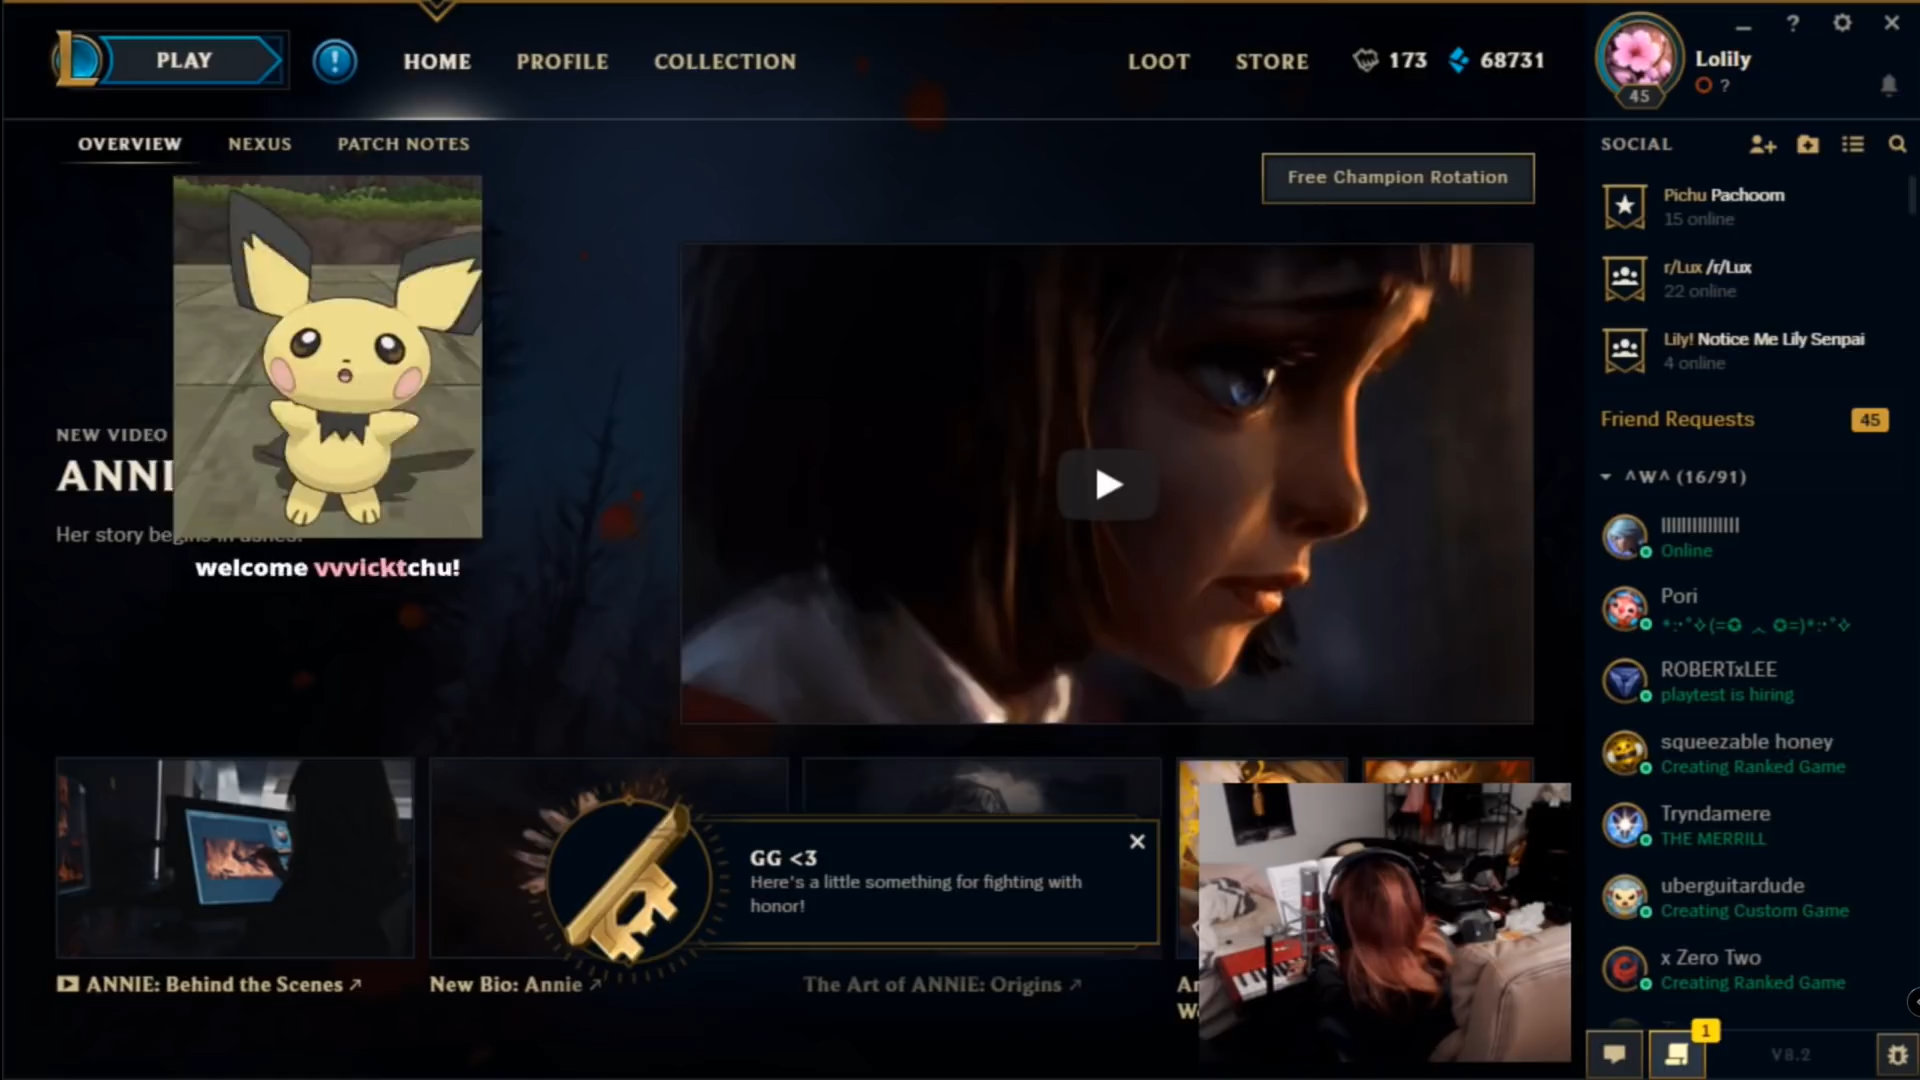 PLAY
HOME
PROFILE
COLLECTION
LOOT
STORE
173
68731
?
Lolily
?
45
OVERVIEW
NEXUS
PATCH NOTES
Free Champion Rotation
NEW VIDEO
ANNI
Her story begins in ashes.
welcome vvvicktchu!
GG <3
Here's a little something for fighting with
honor!
ANNIE: Behind the Scenes
New Bio: Annie
The Art of ANNIE: Origins
SOCIAL
Pichu Pachoom
15 online
r/Lux /r/Lux
22 online
Lily! Notice Me Lily Senpai
4 online
Friend Requests
45
^W^ (16/91)
Online
Pori
ROBERTxLEE
playtest is hiring
squeezable honey
Creating Ranked Game
Tryndamere
THE MERRILL
uberguitardude
Creating Custom Game
x Zero Two
Creating Ranked Game
1
V8.2